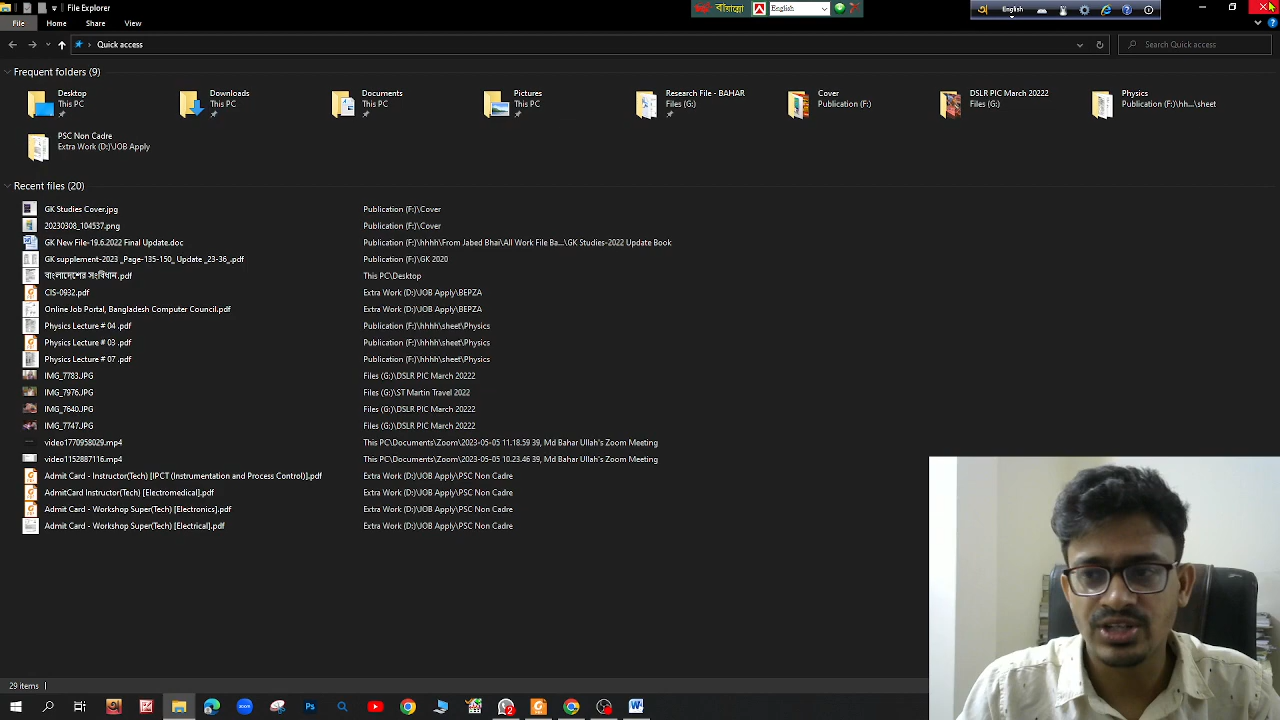 File Explorer
বায়ান্নো English
অ English
File Home Share View
Quick access
Search Quick access
Frequent folders (9)
Desktop
This PC
Downloads
This PC
Documents
This PC
Pictures
This PC
Research File - BAHAR
Files (G:)
Cover
Publication (F:)
DSLR PIC March 20222
Files (G:)
Physics
Publication (F:)\hh...\sheet
PSC Non Cadre
Extra Work (D:)\JOB Apply
Recent files (20)
GK Studies Cover.jpg Publication (F:)\Cover
20230308_104537.png Publication (F:)\Cover
GK New File-19.6.2022 Final Update.doc Publication (F:)\hhhh\From Jabed Bhai\All Work File Ba...\GK Studies-2022 Update Book
GK supplement-2023 _Page-135-150_ Update _23-36_.pdf Publication (F:)\GK 2020
বাংলাদেশের সংবিধান .pdf This PC\Desktop
CIS-0932.pdf Extra Work (D:)\JOB Apply\BEPZA
Online Job Portal, Bangladesh Computer Council.pdf Extra Work (D:)\JOB Apply\BEPZA
Physics Lecture # 04 .pdf Publication (F:)\hhhh\sheet\Physics
Physics Lecture # 03 .pdf Publication (F:)\hhhh\sheet\Physics
Physics Lecture # 07 .pdf Publication (F:)\hhhh\sheet\Physics
IMG_7783.JPG Files (G:)\DSLR PIC March 20222
IMG_7976.JPG Files (G:)\ST Martin Travel 2022
IMG_7640.JPG Files (G:)\DSLR PIC March 20222
IMG_7747.JPG Files (G:)\DSLR PIC March 20222
video1770958029.mp4 This PC\Documents\Zoom\2023-05-05 11.18.59 39, Md Bahar Ullah's Zoom Meeting
video1152887116.mp4 This PC\Documents\Zoom\2023-05-05 10.23.46 39, Md Bahar Ullah's Zoom Meeting
Admit Card - Instructor(Tech) [IPCT (Instrumentation and Process Control)].pdf Extra Work (D:)\JOB Apply\PSC Non Cadre
AdmitCard Instructor(Tech) [Electromedical].pdf Extra Work (D:)\JOB Apply\PSC Non Cadre
Admit Card - Workshop Super(Tech) [Electronics].pdf Extra Work (D:)\JOB Apply\PSC Non Cadre
Admit Card - Workshop Super(Tech) [Electrical].pdf Extra Work (D:)\JOB Apply\PSC Non Cadre
29 items